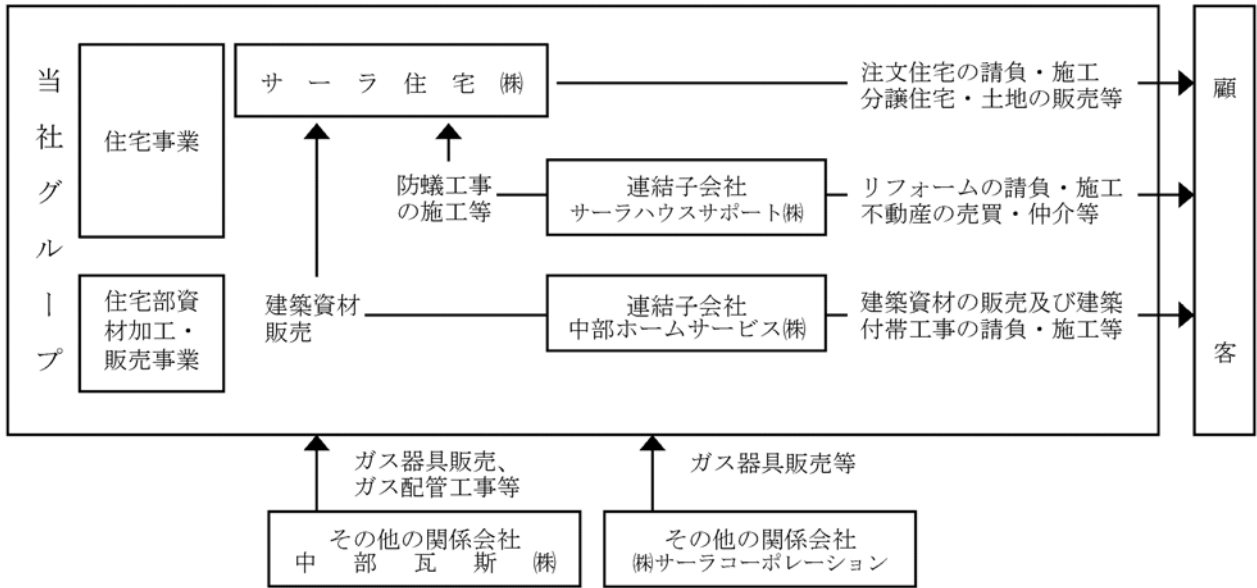 当社グループ
住宅事業
サーラ住宅㈱
注文住宅の請負・施工
分譲住宅・土地の販売等
顧客
防蟻工事
の施工等
連結子会社
サーラハウスサポート㈱
リフォームの請負・施工
不動産の売買・仲介等
住宅部資
材加工・
販売事業
建築資材
販売
連結子会社
中部ホームサービス㈱
建築資材の販売及び建築
付帯工事の請負・施工等
ガス器具販売、
ガス配管工事等
ガス器具販売等
その他の関係会社
中部瓦斯㈱
その他の関係会社
㈱サーラコーポレーション